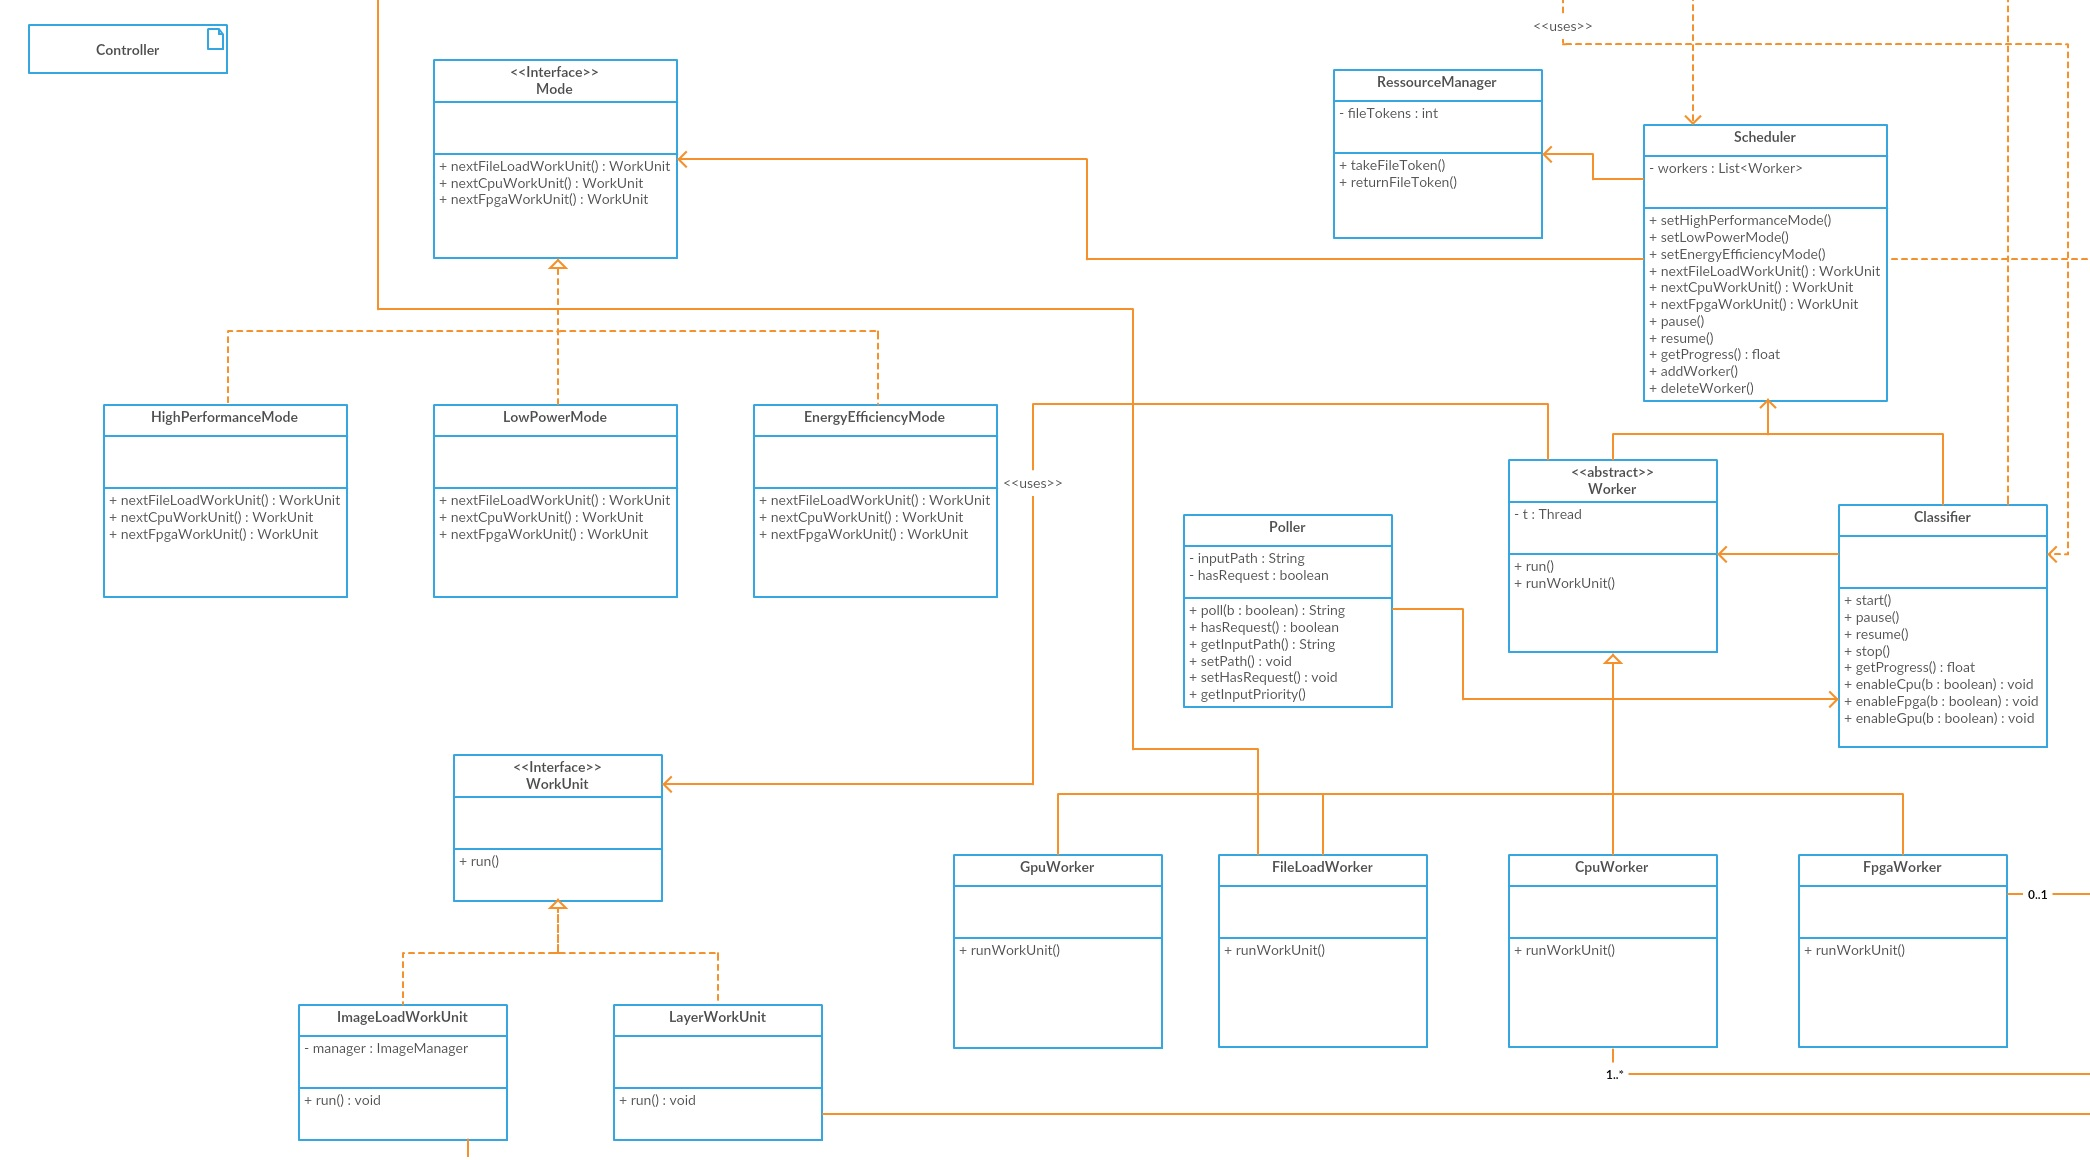 Controller
<<Interface>>
Mode
+ nextFileLoadWorkUnit() : WorkUnit
+ nextCpuWorkUnit() : WorkUnit
+ nextFpgaWorkUnit() : WorkUnit
<<uses>>
RessourceManager
- fileTokens : int
+ takeFileToken()
+ returnFileToken()
Scheduler
- workers : List<Worker>
+ setHighPerformanceMode()
+ setLowPowerMode()
+ setEnergyEfficiencyMode()
+ nextFileLoadWorkUnit() : WorkUnit
+ nextCpuWorkUnit() : WorkUnit
+ nextFpgaWorkUnit() : WorkUnit
+ pause()
+ resume()
+ getProgress() : float
+ addWorker()
+ deleteWorker()
HighPerformanceMode
+ nextFileLoadWorkUnit() : WorkUnit
+ nextCpuWorkUnit() : WorkUnit
+ nextFpgaWorkUnit() : WorkUnit
LowPowerMode
+ nextFileLoadWorkUnit() : WorkUnit
+ nextCpuWorkUnit() : WorkUnit
+ nextFpgaWorkUnit() : WorkUnit
EnergyEfficiencyMode
+ nextFileLoadWorkUnit() : WorkUnit
+ nextCpuWorkUnit() : WorkUnit
+ nextFpgaWorkUnit() : WorkUnit
<<uses>>
Poller
- inputPath : String
- hasRequest : boolean
+ poll(b : boolean) : String
+ hasRequest() : boolean
+ getInputPath() : String
+ setPath() : void
+ setHasRequest() : void
+ getInputPriority()
<<abstract>>
Worker
- t : Thread
+ run()
+ runWorkUnit()
Classifier
+ start()
+ pause()
+ resume()
+ stop()
+ getProgress() : float
+ enableCpu(b : boolean) : void
+ enableFpga(b : boolean) : void
+ enableGpu(b : boolean) : void
<<Interface>>
WorkUnit
+ run()
GpuWorker
+ runWorkUnit()
FileLoadWorker
+ runWorkUnit()
CpuWorker
+ runWorkUnit()
FpgaWorker
+ runWorkUnit()
0..1
1..*
ImageLoadWorkUnit
- manager : ImageManager
+ run() : void
LayerWorkUnit
+ run() : void